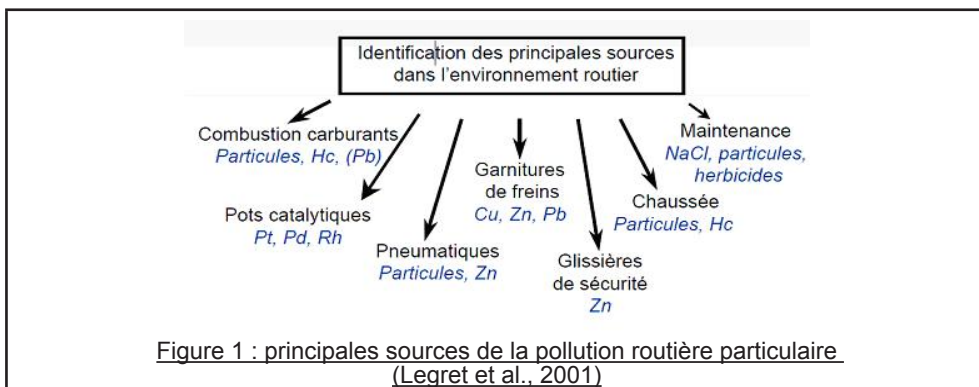 Identification des principales sources
dans l'environnement routier
Combustion carburants
Particules, Hc, (Pb)
Pots catalytiques
Pt, Pd, Rh
Pneumatiques
Particules, Zn
Garnitures
de freins
Cu, Zn, Pb
Glissières
de sécurité
Zn
Chaussée
Particules, Hc
Maintenance
NaCl, particules,
herbicides
Figure 1 : principales sources de la pollution routière particulaire
(Legret et al., 2001)